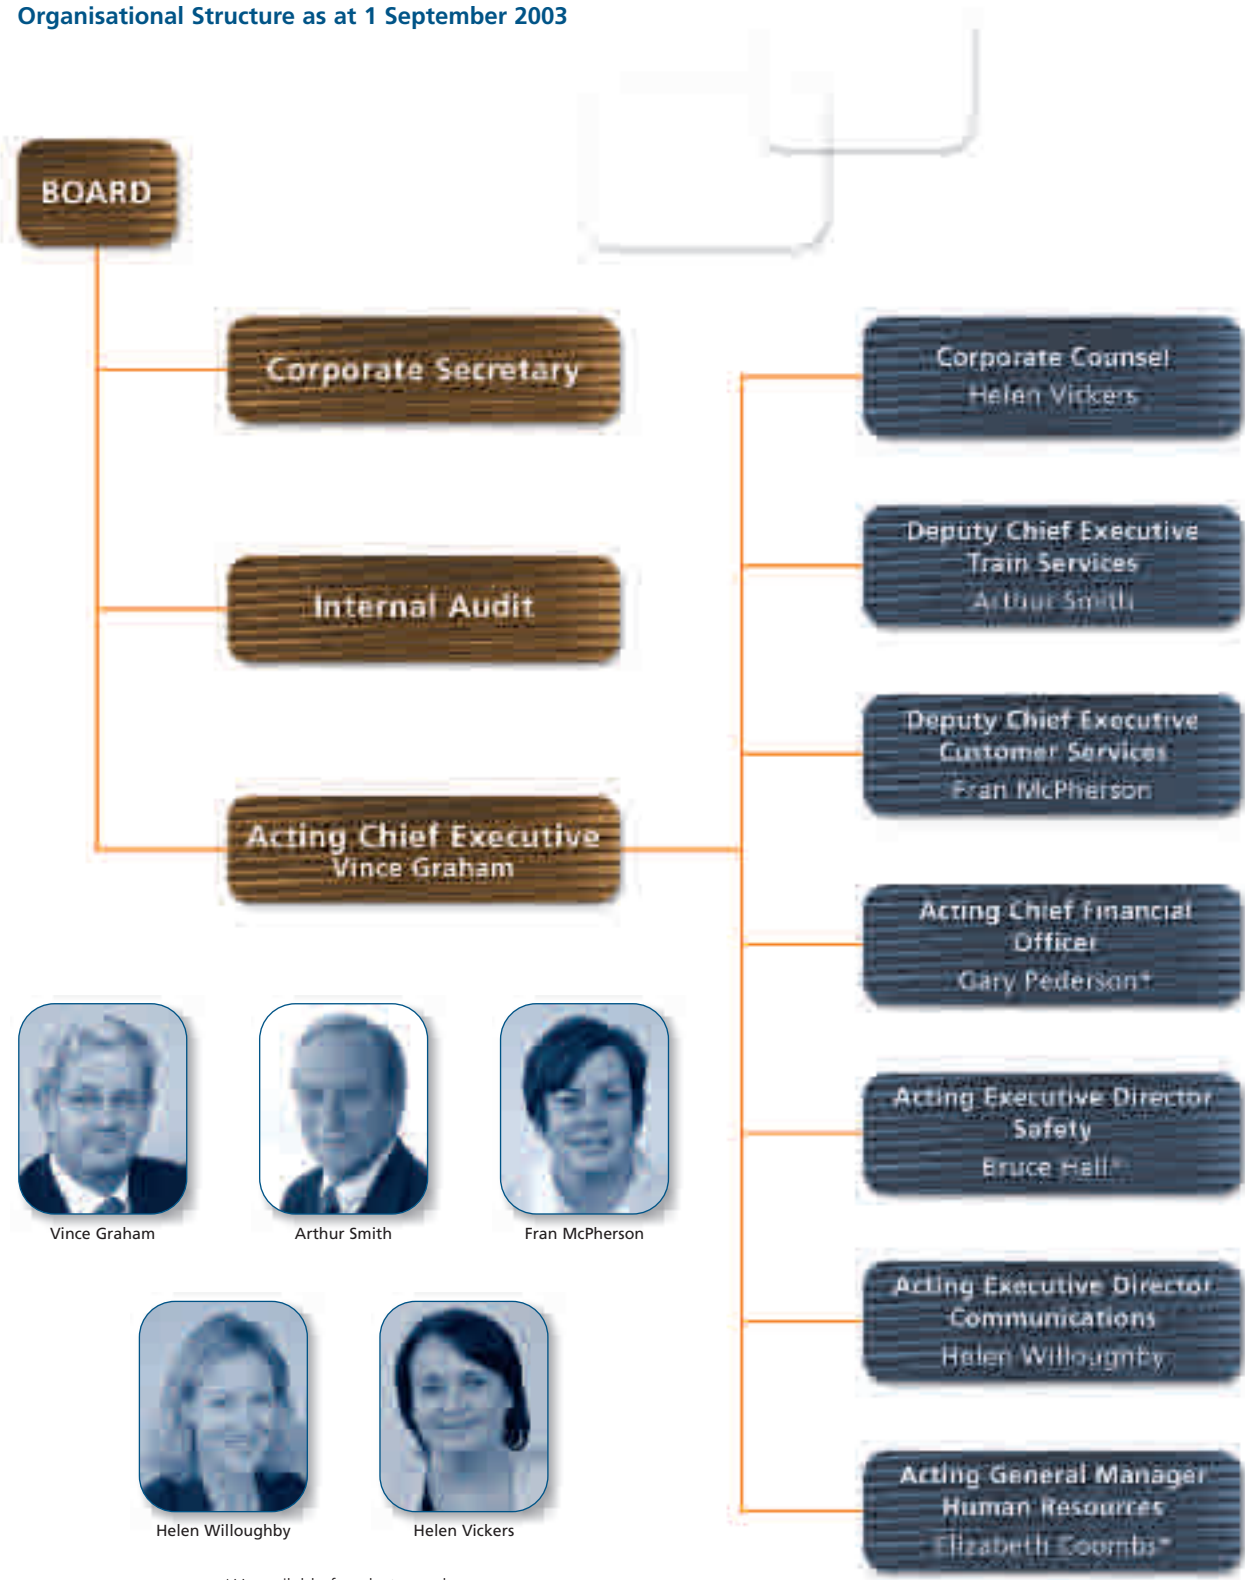 Organisational Structure as at 1 September 2003
BOARD
Corporate Secretary
Internal Audit
Acting Chief Executive
Vince Graham
Corporate Counsel
Helen Vickers
Deputy Chief Executive
Train Services
Arthur Smith
Deputy Chief Executive
Customer Services
Fran McPherson
Acting Chief Financial
Officer
Gary Pederson*
Acting Executive Director
Safety
Bruce Hall*
Acting Executive Director
Communications
Helen Willoughby
Acting General Manager
Human Resources
Elizabeth Coombs*
Vince Graham
Arthur Smith
Fran McPherson
Helen Willoughby
Helen Vickers